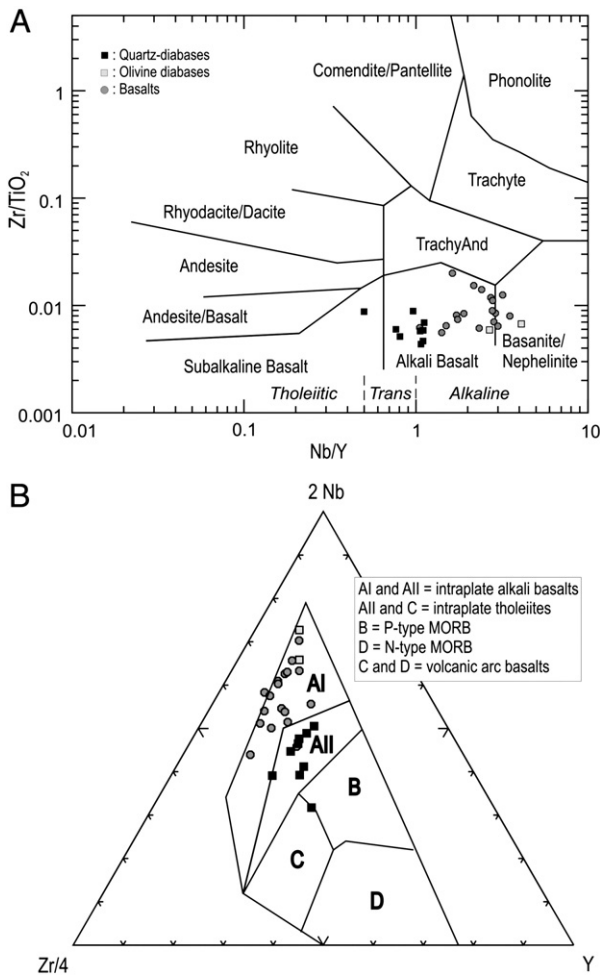 A
■ : Quartz-diabases
□ : Olivine diabases
● : Basalts
Comendite/Pantellite
Phonolite
1
Rhyolite
Zr/TiO2
0.1
Trachyte
Rhyodacite/Dacite
TrachyAnd
Andesite
0.01
Andesite/Basalt
Basanite/
Nephelinite
Subalkaline Basalt
Alkali Basalt
Tholeiitic
Trans
Alkaline
0.001
0.01
0.1
1
10
Nb/Y
B
2 Nb
AI and AII = intraplate alkali basalts
AII and C = intraplate tholeiites
B = P-type MORB
D = N-type MORB
C and D = volcanic arc basalts
AI
AII
B
C
D
Zr/4
Y